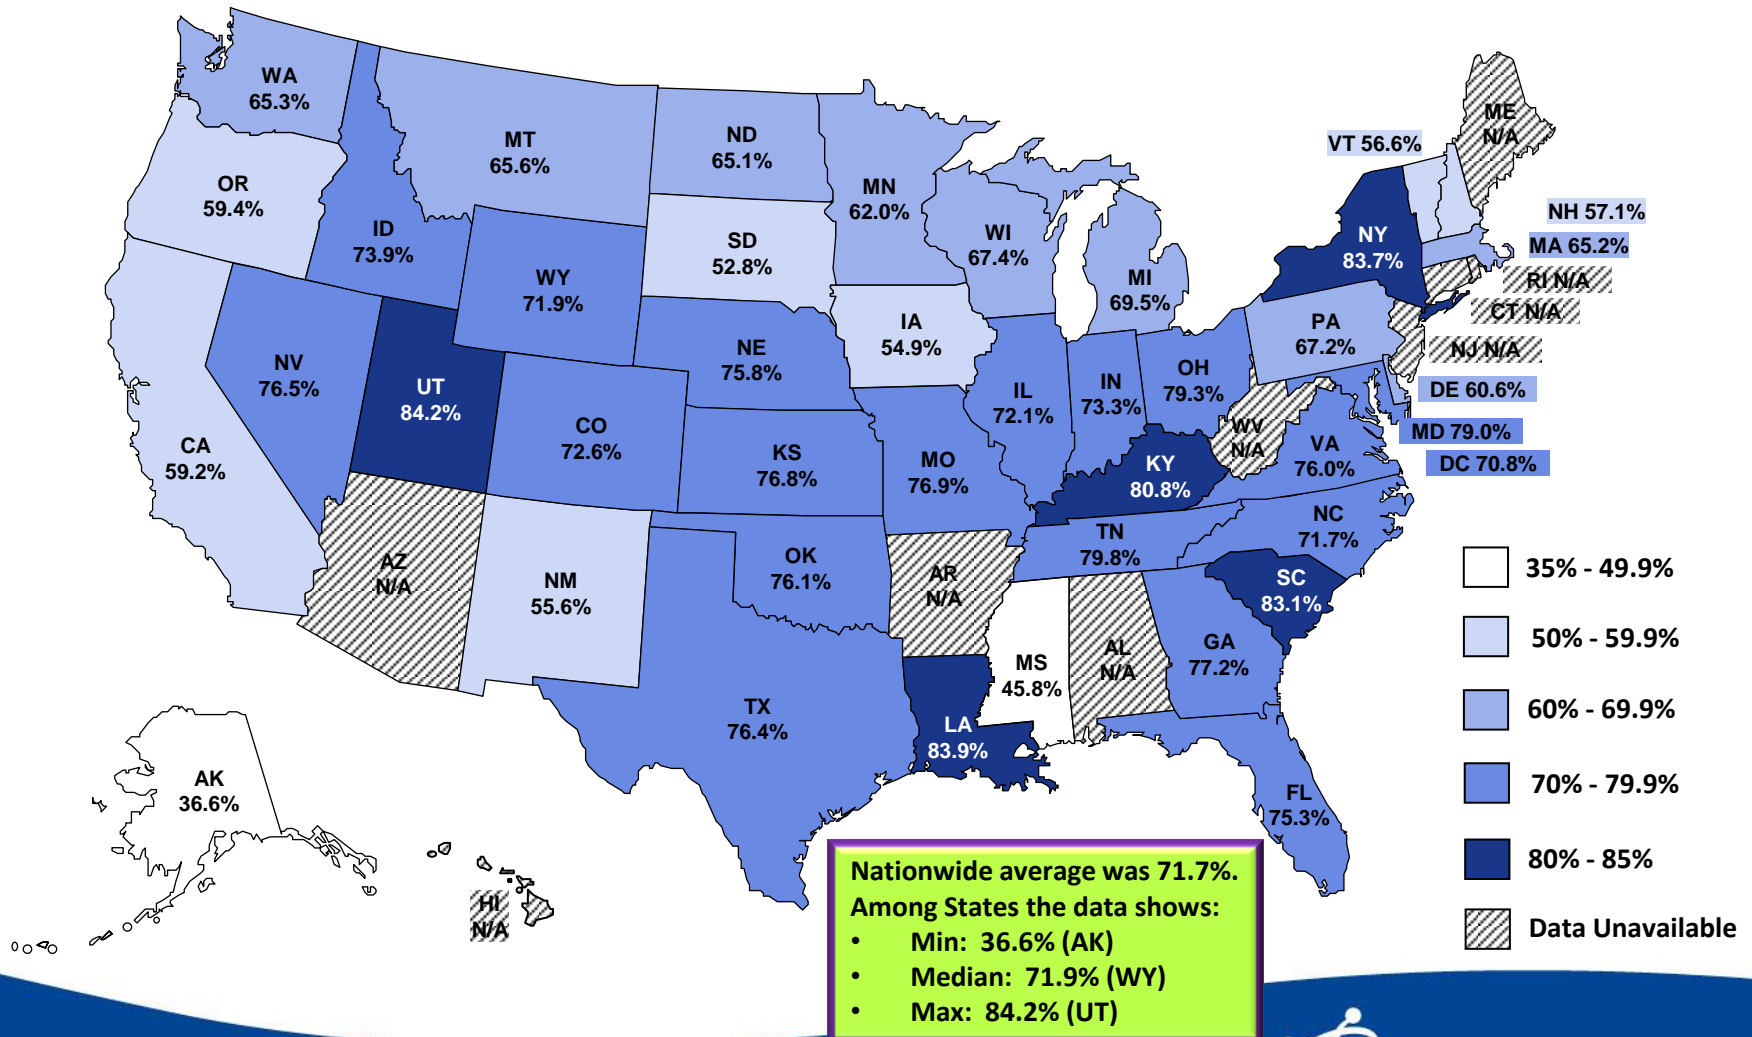 WA
65.3%
MT
65.6%
ND
65.1%
MN
62.0%
OR
59.4%
ID
73.9%
WY
71.9%
SD
52.8%
WI
67.4%
MI
69.5%
VT 56.6%
ME
N/A
NH 57.1%
NY
83.7%
MA 65.2%
RI N/A
CT N/A
NJ N/A
PA
67.2%
DE 60.6%
MD 79.0%
DC 70.8%
IA
54.9%
NE
75.8%
NV
76.5%
UT
84.2%
CO
72.6%
CA
59.2%
KS
76.8%
MO
76.9%
IL
72.1%
IN
73.3%
OH
79.3%
WV
N/A
VA
76.0%
KY
80.8%
NC
71.7%
TN
79.8%
SC
83.1%
AZ
N/A
NM
55.6%
OK
76.1%
AR
N/A
MS
45.8%
AL
N/A
GA
77.2%
TX
76.4%
LA
83.9%
FL
75.3%
AK
36.6%
HI
N/A
35% - 49.9%
50% - 59.9%
60% - 69.9%
70% - 79.9%
80% - 85%
Data Unavailable
Nationwide average was 71.7%.
Among States the data shows:
• Min: 36.6% (AK)
• Median: 71.9% (WY)
• Max: 84.2% (UT)